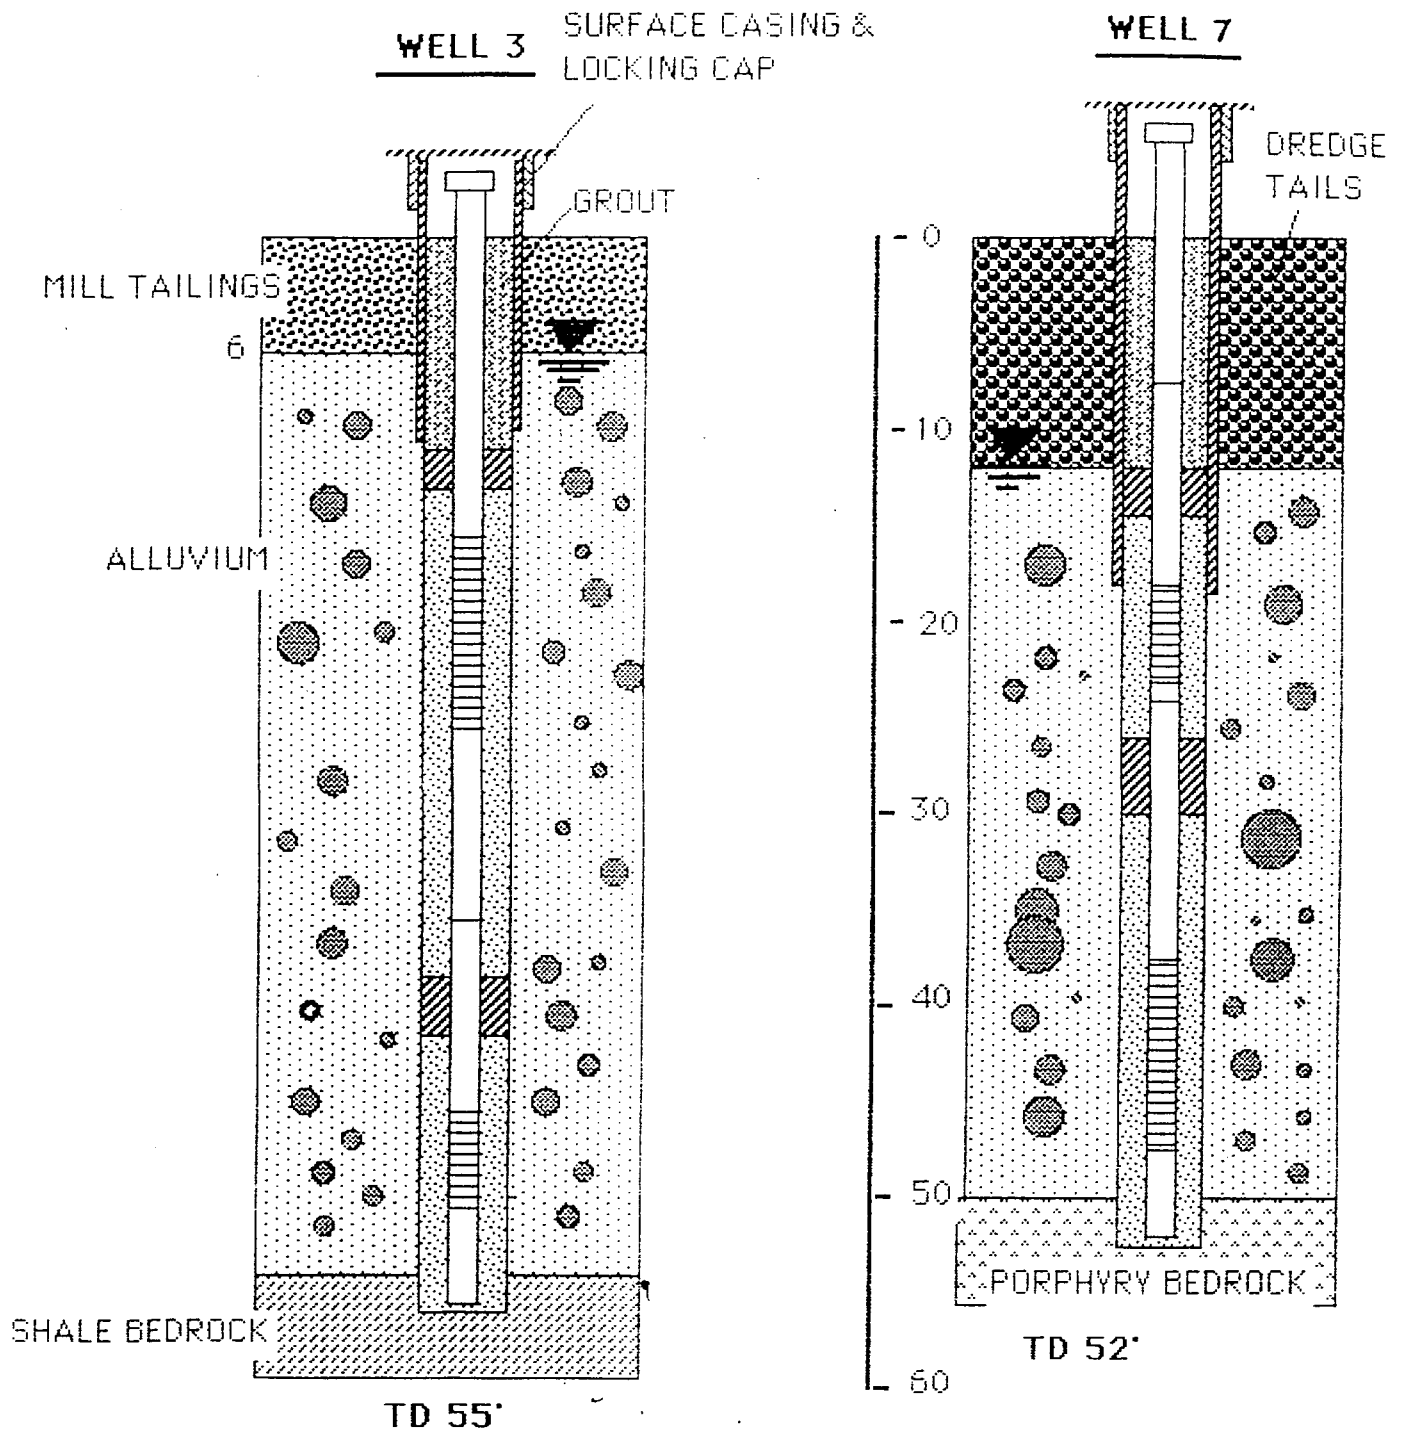 WELL 3
SURFACE CASING &
LOCKING CAP
WELL 7
DREDGE
TAILS
GROUT
MILL TAILINGS
6
ALLUVIUM
SHALE BEDROCK
TD 55'
0
10
20
30
40
50
60
PORPHYRY BEDROCK
TD 52'